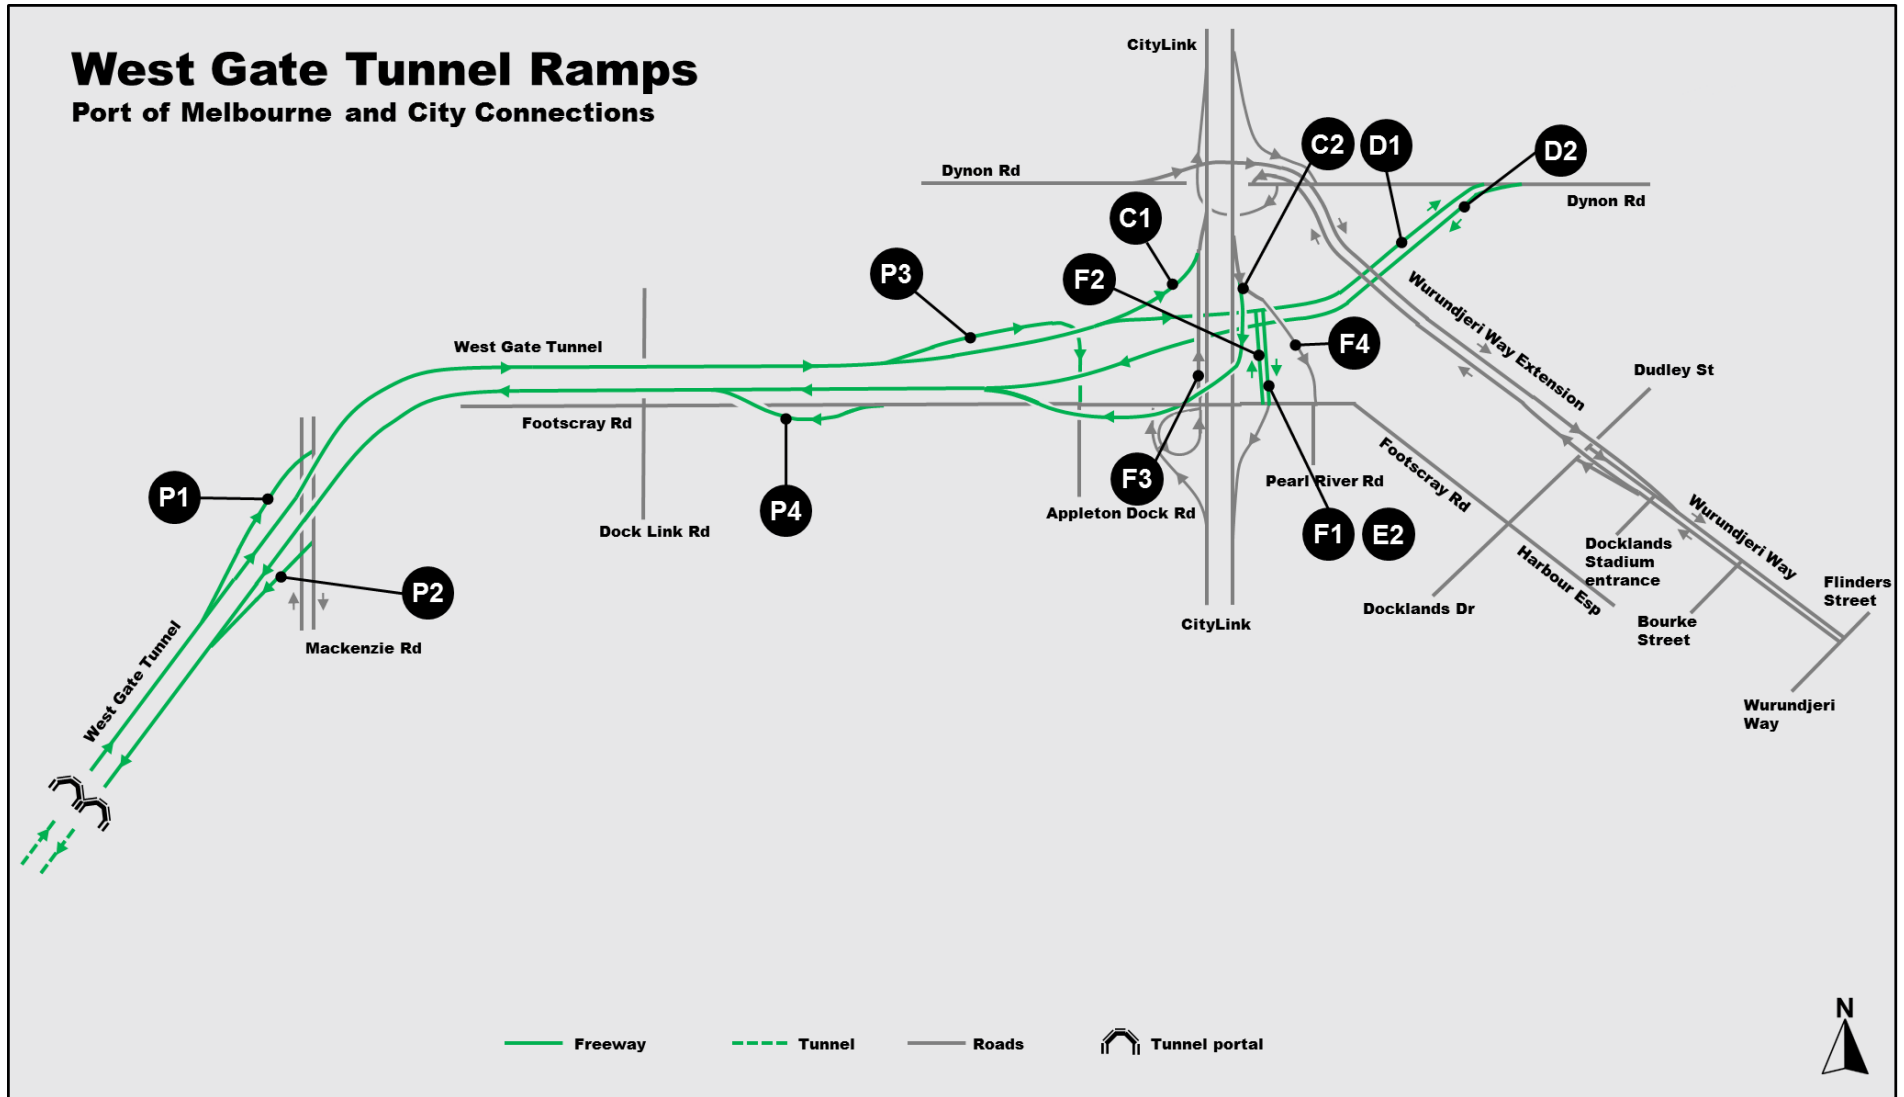 West Gate Tunnel Ramps
Port of Melbourne and City Connections
CityLink
C2
D1
D2
Dynon Rd
Dynon Rd
C1
P3
F2
Wurundjeri Way Extension
F4
West Gate Tunnel
Dudley St
Footscray Rd
Footscray Rd
P1
P4
F3
Pearl River Rd
Appleton Dock Rd
Dock Link Rd
F1
E2
Wurundjeri Way
Docklands
Stadium
entrance
Harbour Esp
Flinders
Street
P2
Docklands Dr
CityLink
Bourke
Street
Mackenzie Rd
West Gate Tunnel
Wurundjeri
Way
N
Freeway
Tunnel
Roads
Tunnel portal